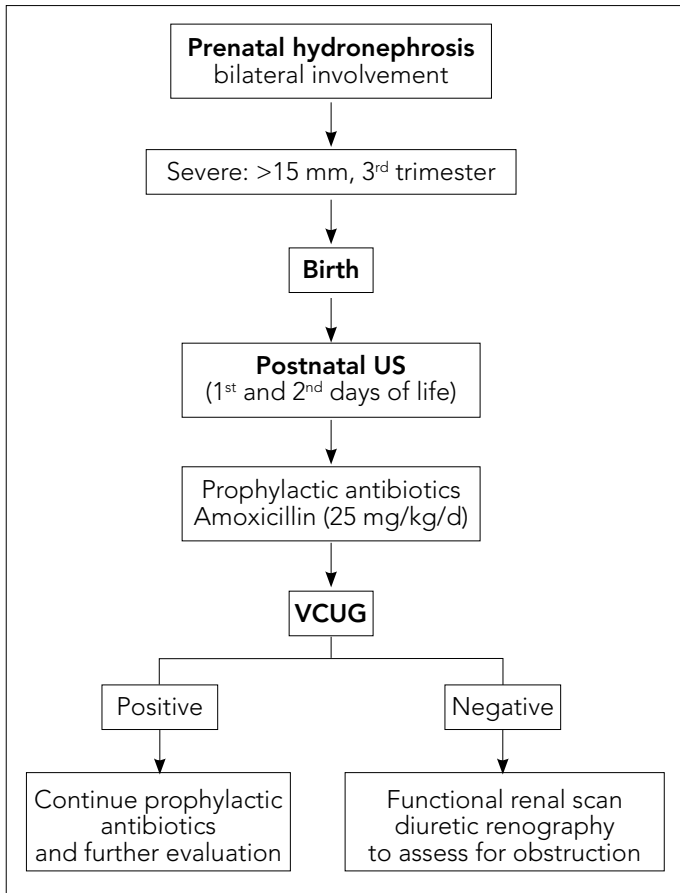 Prenatal hydronephrosis
bilateral involvement
Severe: >15 mm, 3rd trimester
Birth
Postnatal US
(1st and 2nd days of life)
Prophylactic antibiotics
Amoxicillin (25 mg/kg/d)
VCUG
Positive
Negative
Continue prophylactic
antibiotics
and further evaluation
Functional renal scan
diuretic renography
to assess for obstruction